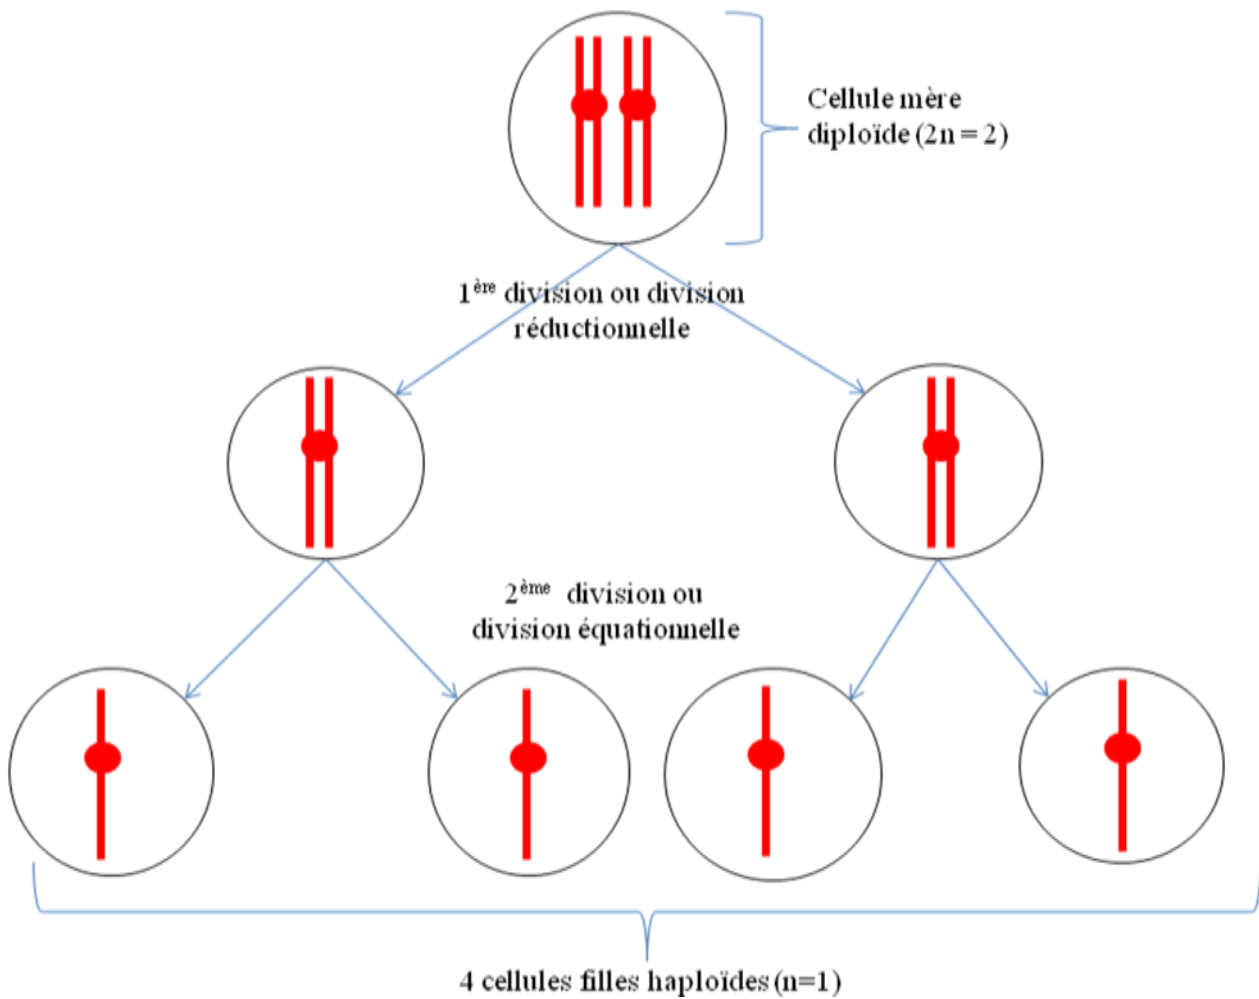 Cellule mère
diploïde (2n = 2)
1ère division ou division
réductionnelle
2ème division ou
division équationnelle
4 cellules filles haploïdes (n=1)